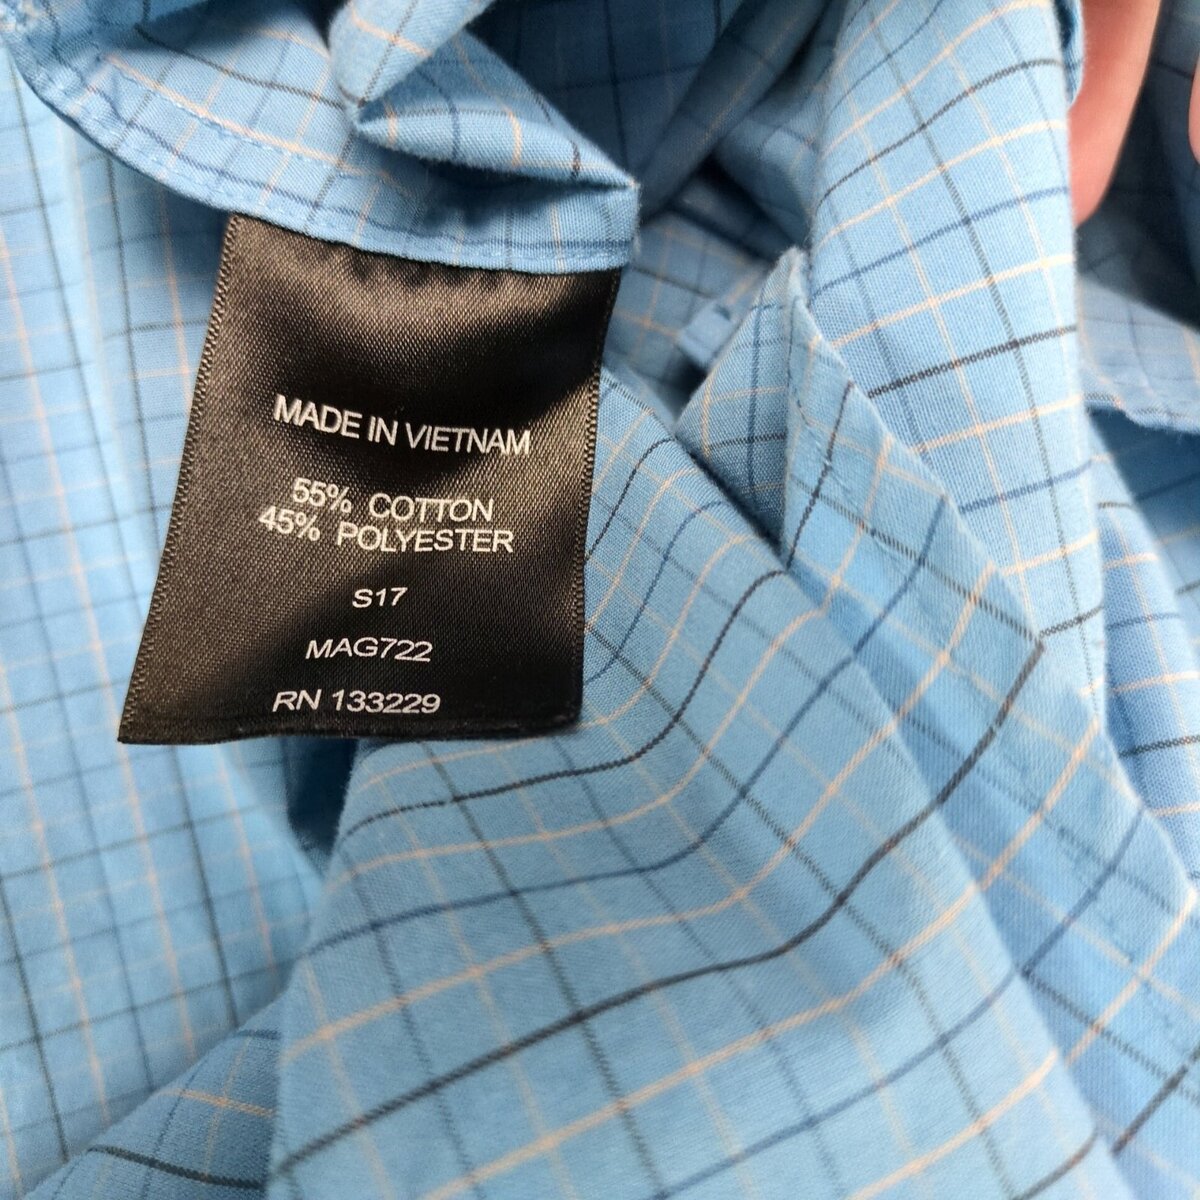 MADE IN VIETNAM
55% COTTON
45% POLYESTER
S17
MAG722
RN 133229